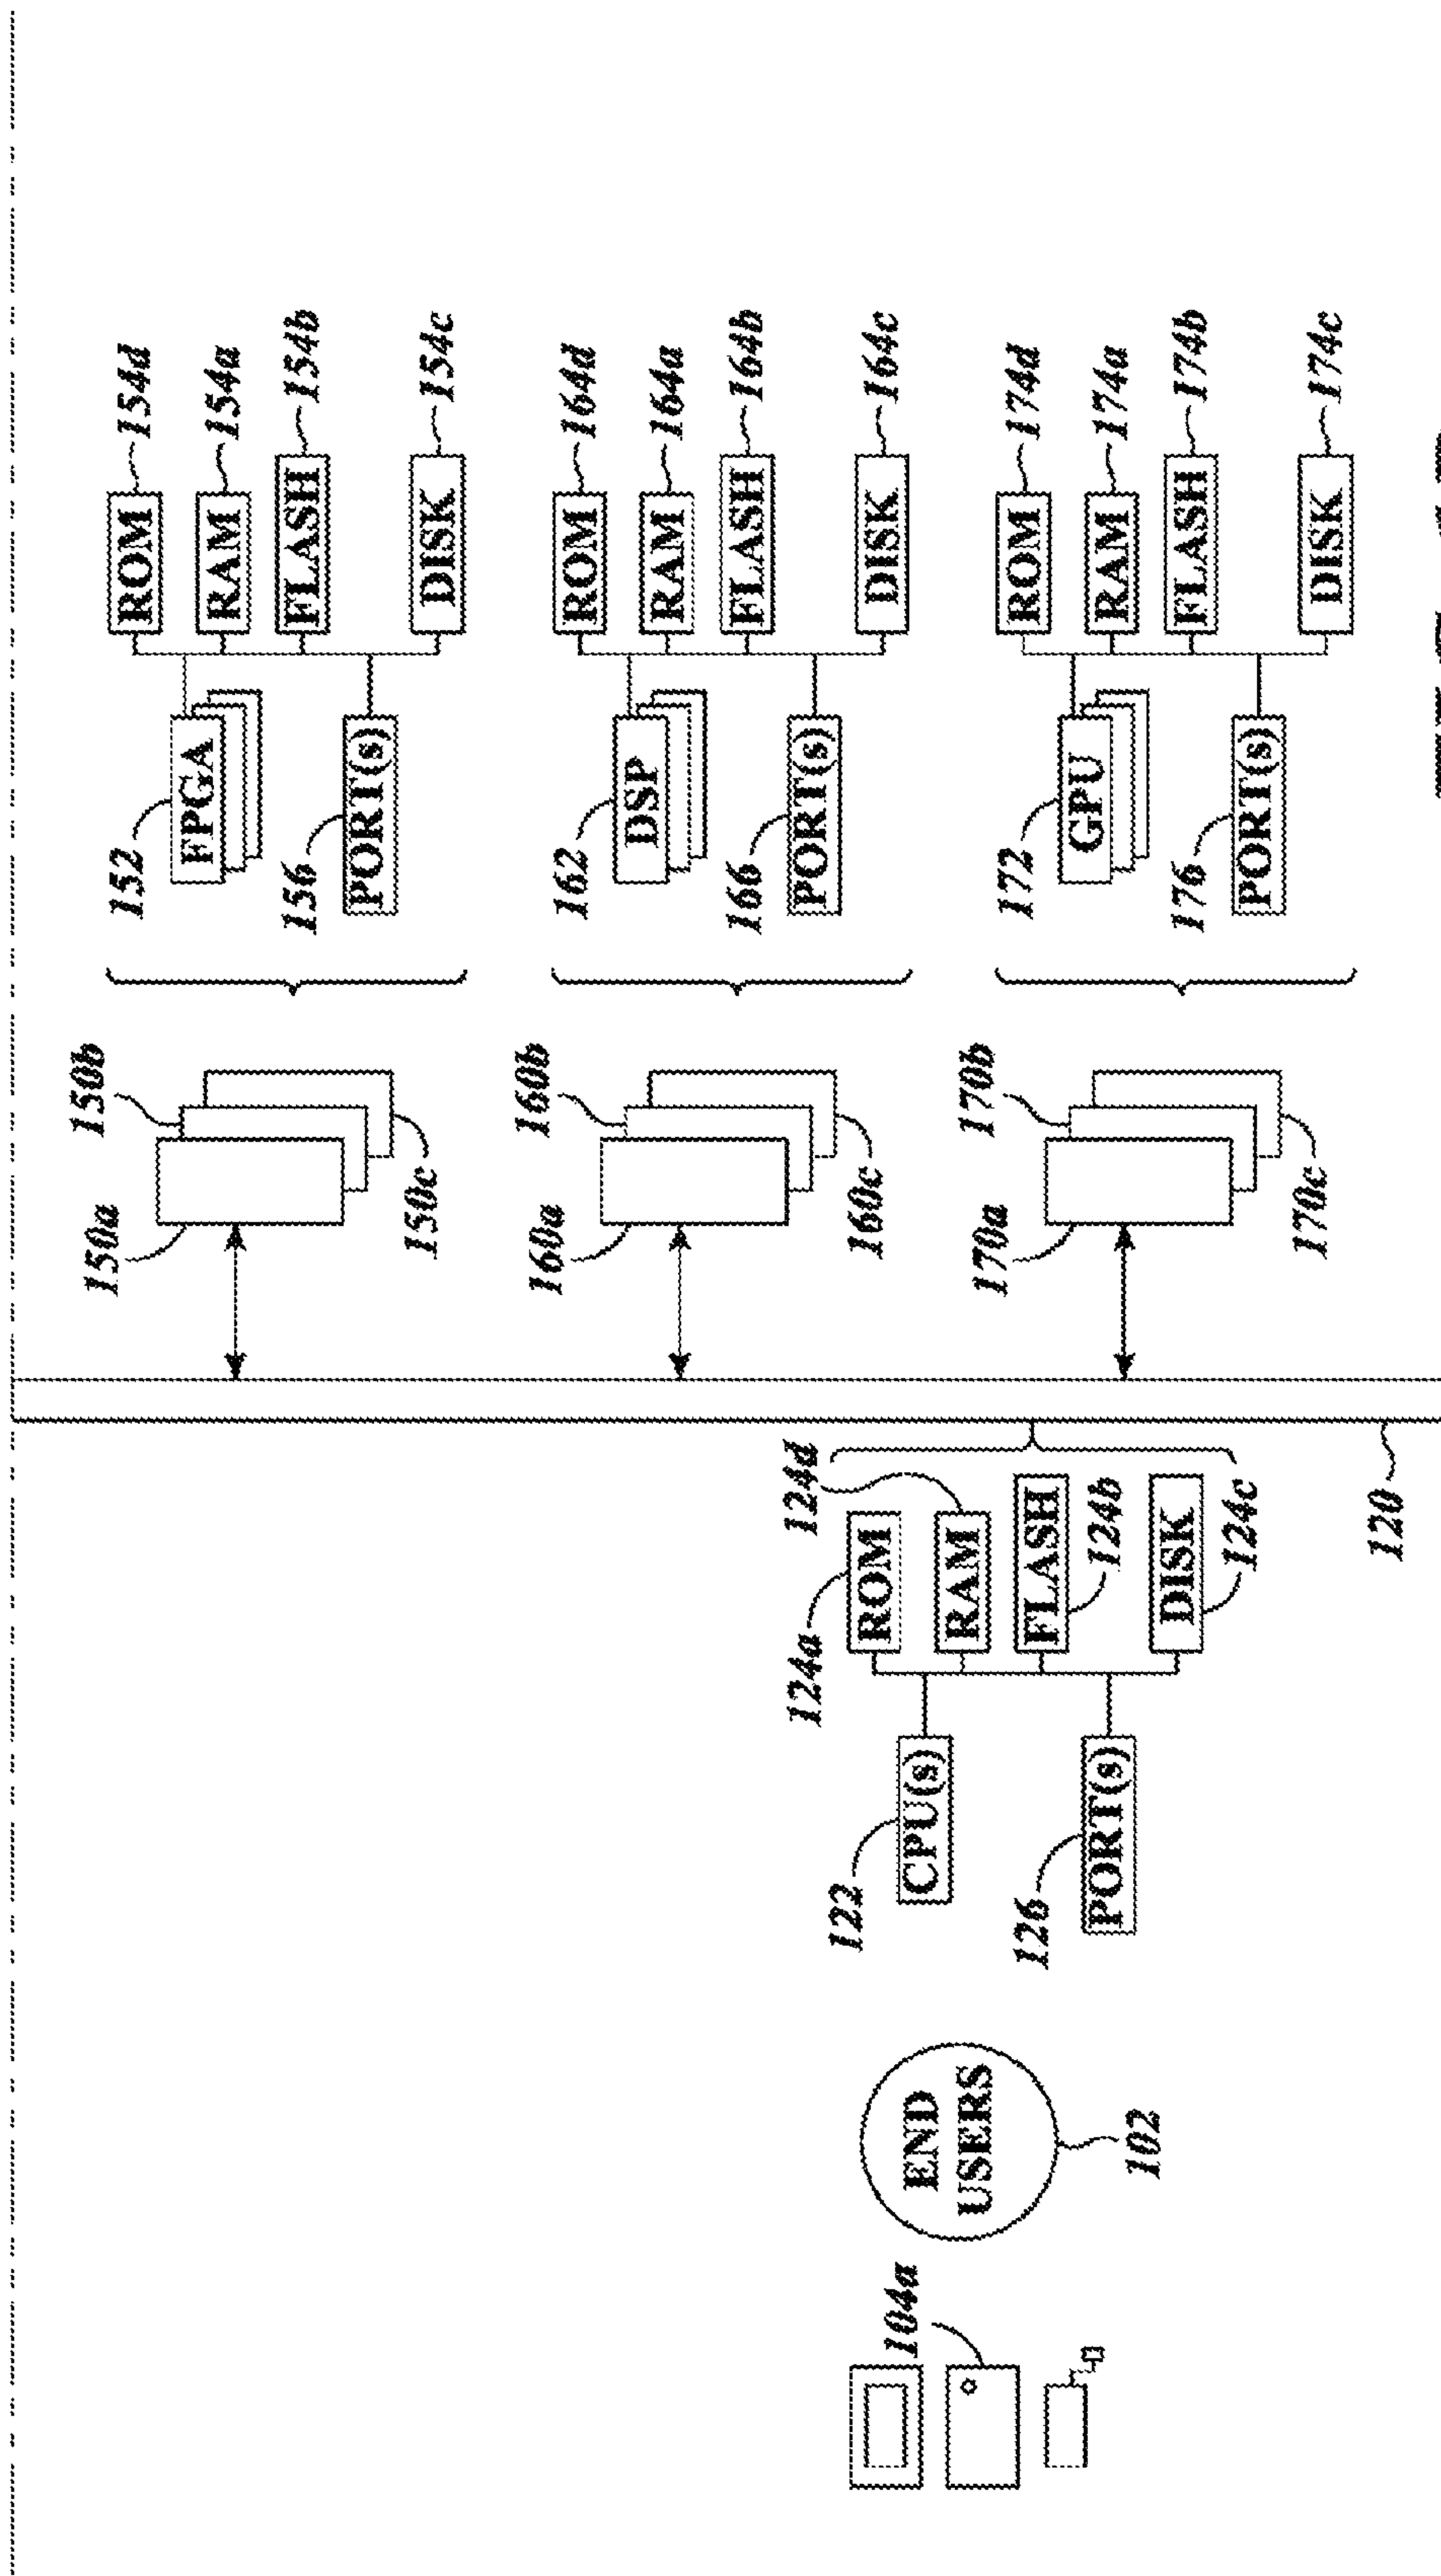 150b
150a
150c
152
FPGA
156
PORT(s)
ROM
154d
RAM
154a
FLASH
154b
DISK
154c
160b
160a
160c
162
DSP
166
PORT(s)
ROM
164d
RAM
164a
FLASH
164b
DISK
164c
170b
170a
170c
172
GPU
176
PORT(s)
ROM
174d
RAM
174a
FLASH
174b
DISK
174c
104a
END
USERS
102
122
CPU(s)
126
PORT(s)
124a
ROM
124d
RAM
FLASH
124b
DISK
124c
120